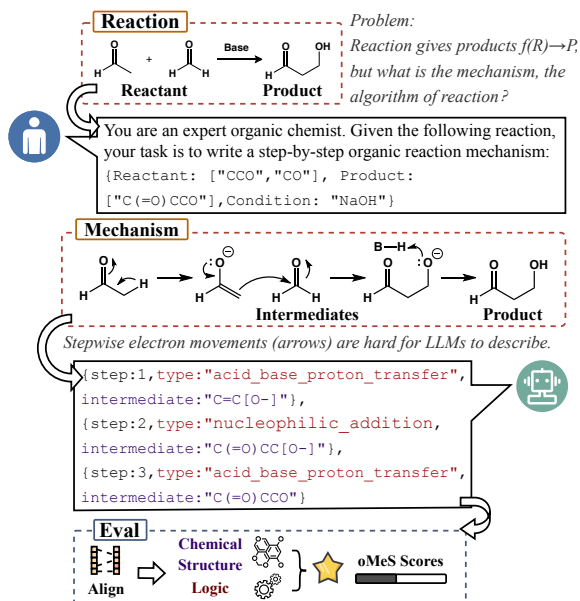 Reaction
Problem:
Reaction gives products f(R)→P,
but what is the mechanism, the
algorithm of reaction?
O
H
+
O
H
H
Base
O
H
OH
Reactant
Product
You are an expert organic chemist. Given the following reaction,
your task is to write a step-by-step organic reaction mechanism:
{Reactant: ["CCO","CO"], Product:
["C(=O)CCO"],Condition: "NaOH"}
Mechanism
O
H
H
:O:
H
O
H
H
B—H
O
H
:O:
O
H
OH
Intermediates
Product
Stepwise electron movements (arrows) are hard for LLMs to describe.
{step:1,type:"acid_base_proton_transfer",
intermediate:"C=C[O-]"},
{step:2,type:"nucleophilic_addition,
intermediate:"C(=O)CC[O-]"},
{step:3,type:"acid_base_proton_transfer",
intermediate:"C(=O)CCO"}
Eval
Align
Chemical
Structure
Logic
oMeS Scores